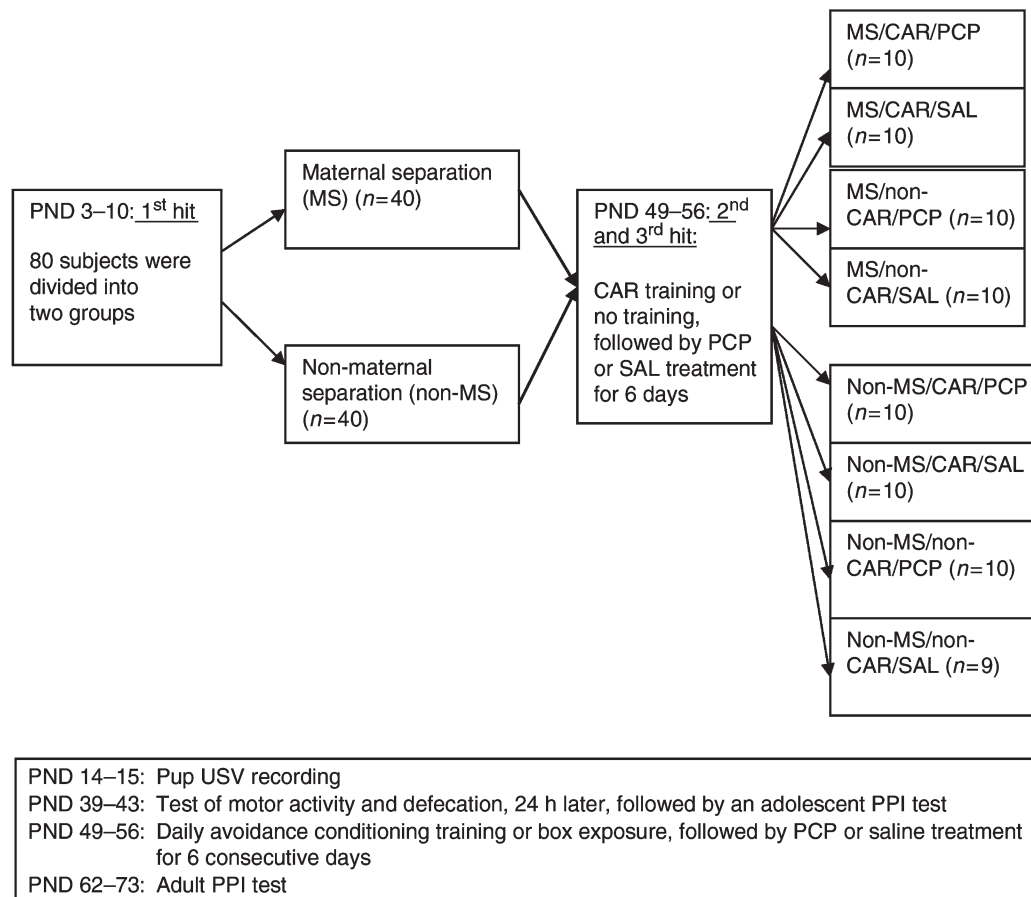 PND 3–10: 1st hit
80 subjects were
divided into
two groups
Maternal separation
(MS) (n=40)
Non-maternal
separation (non-MS)
(n=40)
PND 49–56: 2nd
and 3rd hit:
CAR training or
no training,
followed by PCP
or SAL treatment
for 6 days
MS/CAR/PCP
(n=10)
MS/CAR/SAL
(n=10)
MS/non-
CAR/PCP (n=10)
MS/non-
CAR/SAL (n=10)
Non-MS/CAR/PCP
(n=10)
Non-MS/CAR/SAL
(n=10)
Non-MS/non-
CAR/PCP (n=10)
Non-MS/non-
CAR/SAL (n=9)
PND 14–15: Pup USV recording
PND 39–43: Test of motor activity and defecation, 24 h later, followed by an adolescent PPI test
PND 49–56: Daily avoidance conditioning training or box exposure, followed by PCP or saline treatment
for 6 consecutive days
PND 62–73: Adult PPI test